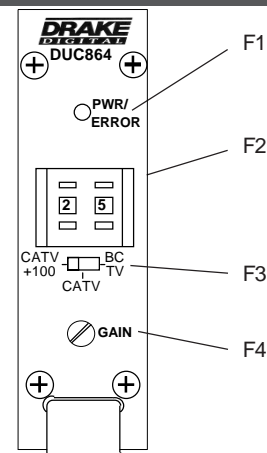 DRAKE
DIGITAL
DUC864
F1
PWR/
ERROR
F2
2 5
CATV
+100
BC
TV
CATV
F3
GAIN
F4